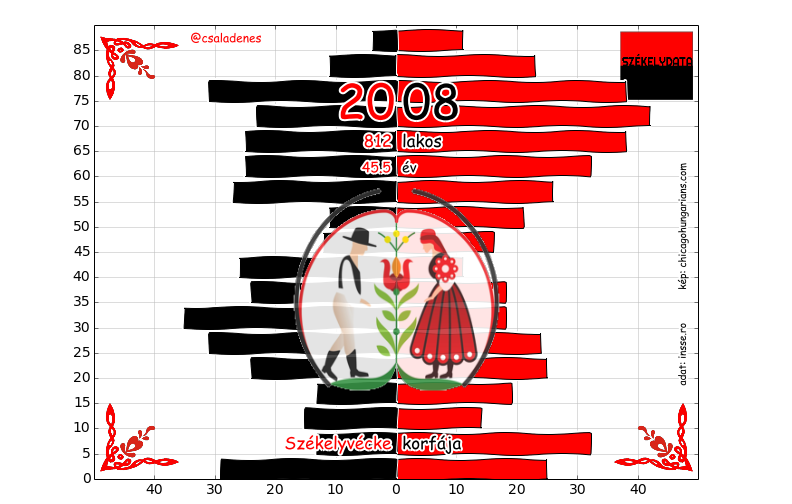 @csaladenes
SZÉKELYDATA
2008
812 lakos
45.5 év
kép: chicagohungarians.com
adat: insse.ro
Székelyvécke korfája
85
80
75
70
65
60
55
50
45
40
35
30
25
20
15
10
5
0
40 30 20 10 0 10 20 30 40